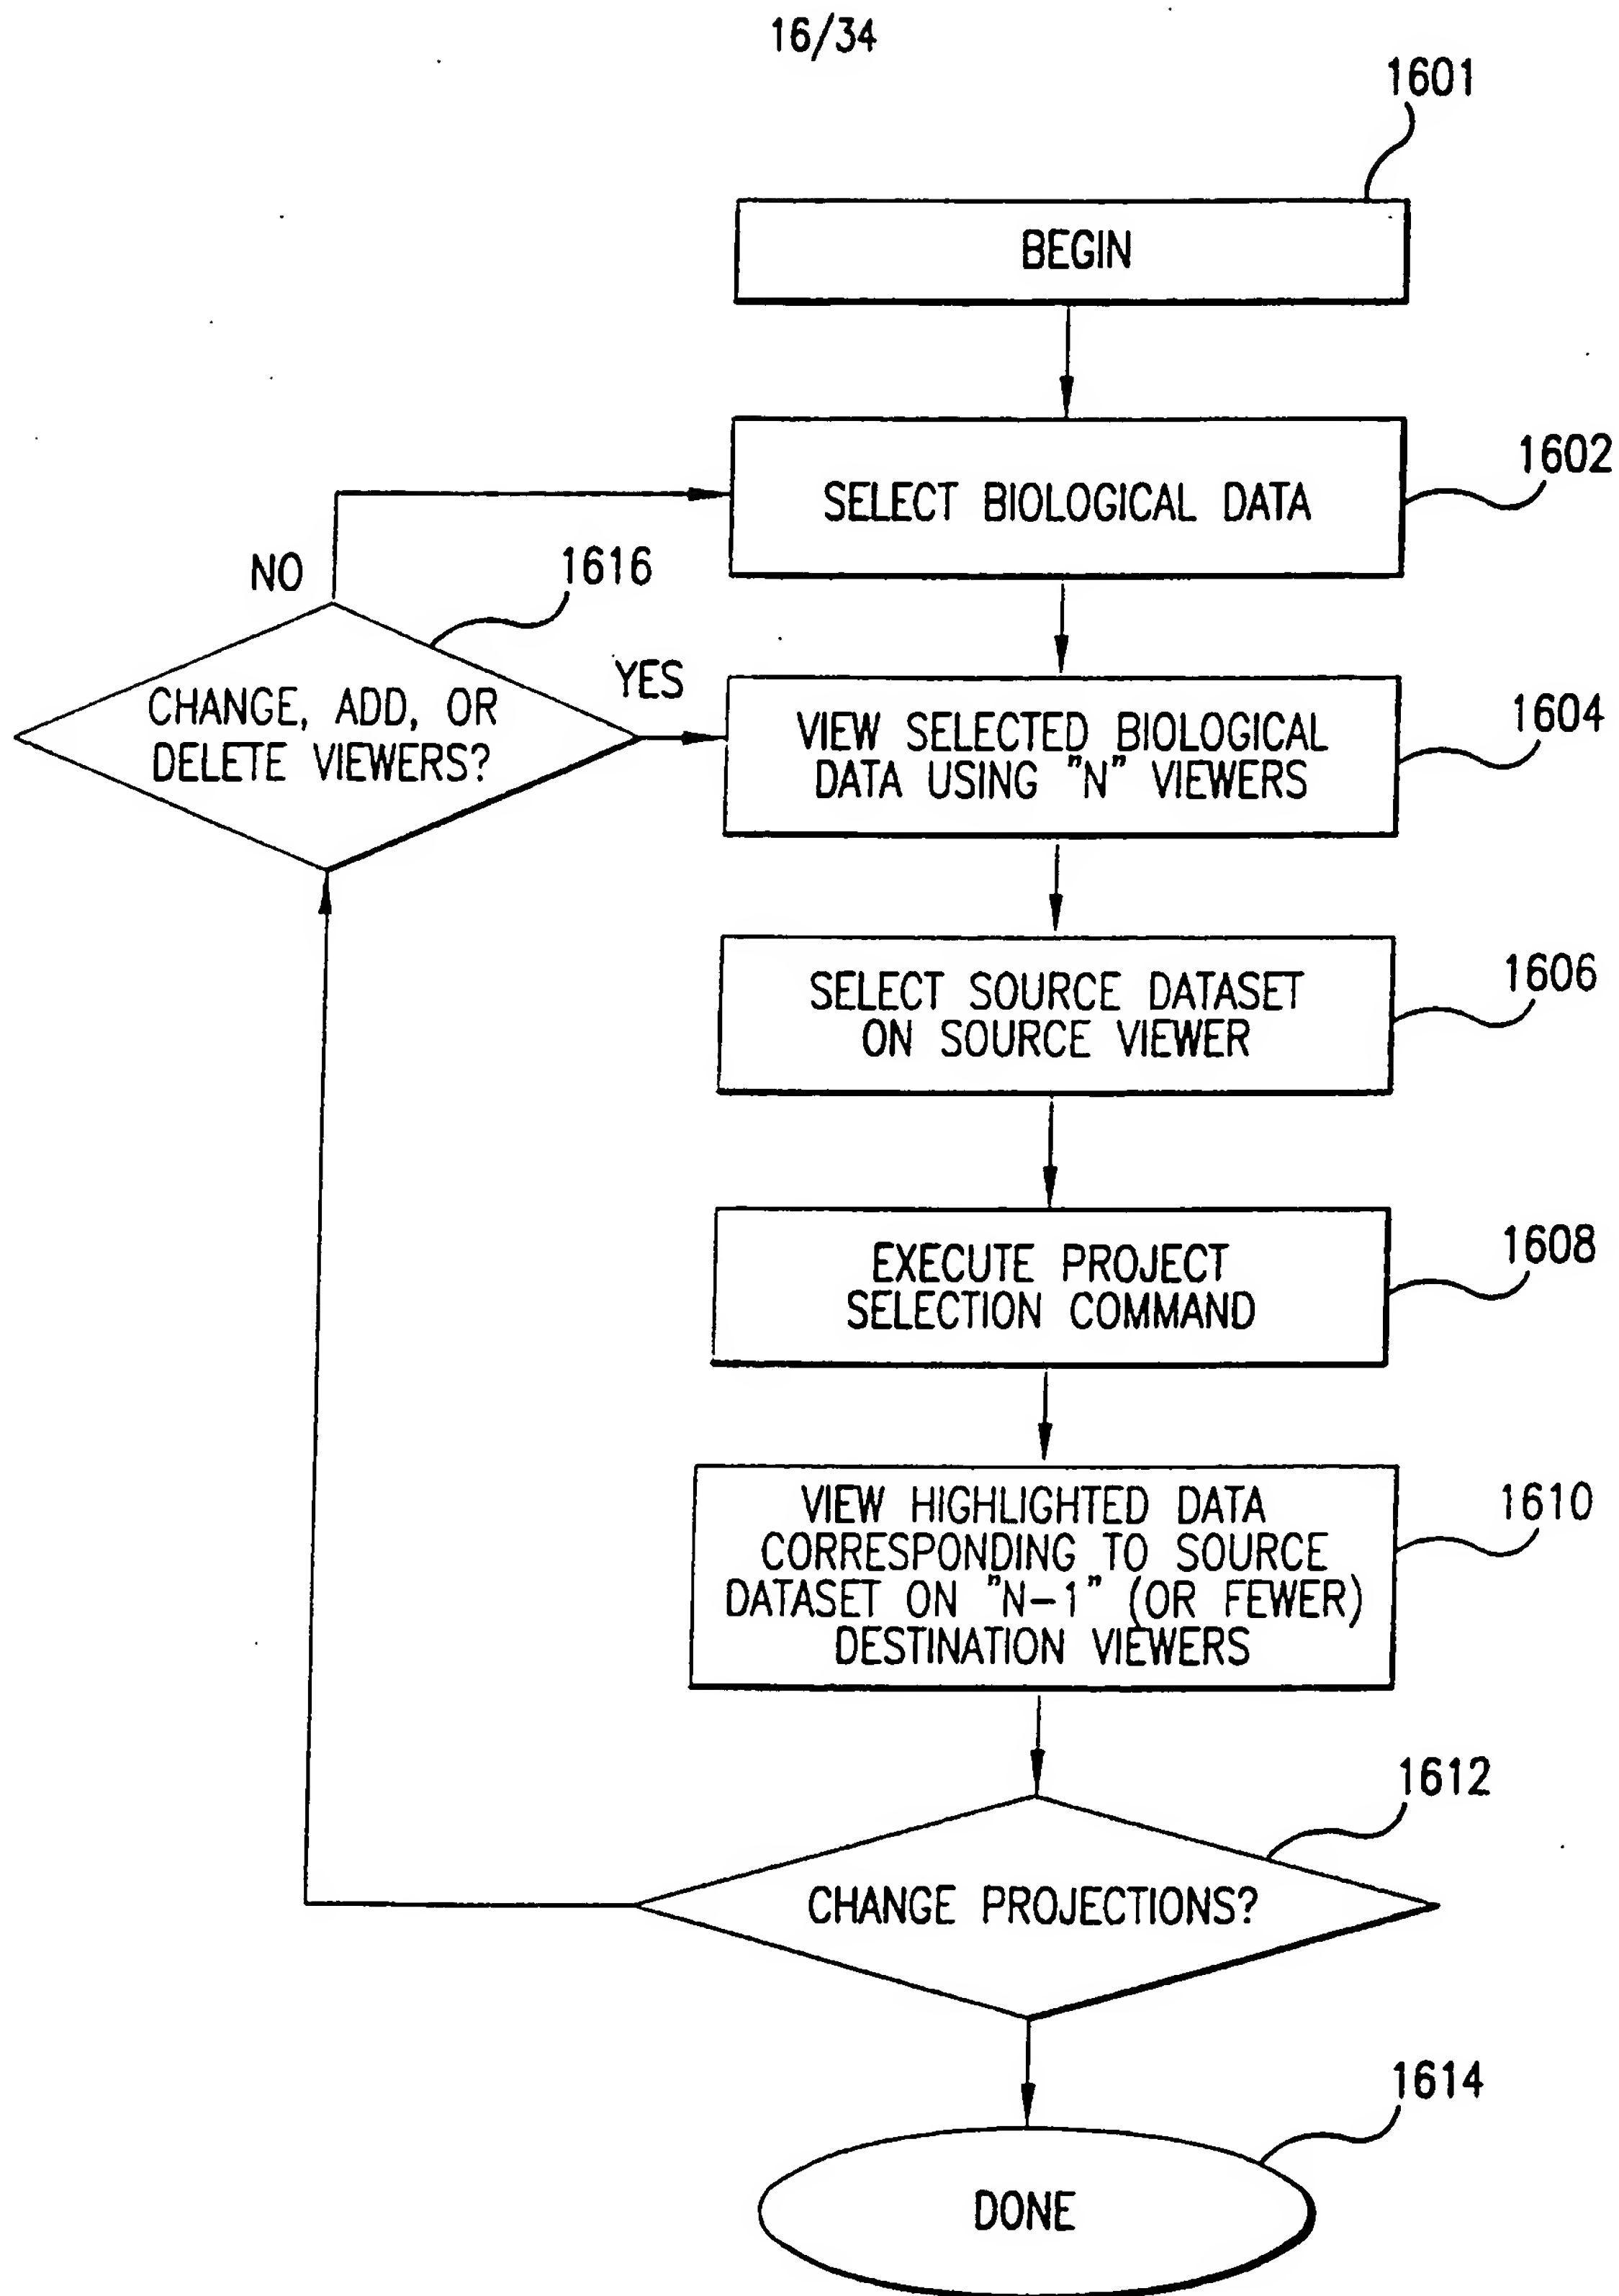 16/34
1601
BEGIN
1602
SELECT BIOLOGICAL DATA
NO
1616
YES
CHANGE, ADD, OR
DELETE VIEWERS?
1604
VIEW SELECTED BIOLOGICAL
DATA USING "N" VIEWERS
1606
SELECT SOURCE DATASET
ON SOURCE VIEWER
1608
EXECUTE PROJECT
SELECTION COMMAND
1610
VIEW HIGHLIGHTED DATA
CORRESPONDING TO SOURCE
DATASET ON "N-1" (OR FEWER)
DESTINATION VIEWERS
1612
CHANGE PROJECTIONS?
1614
DONE